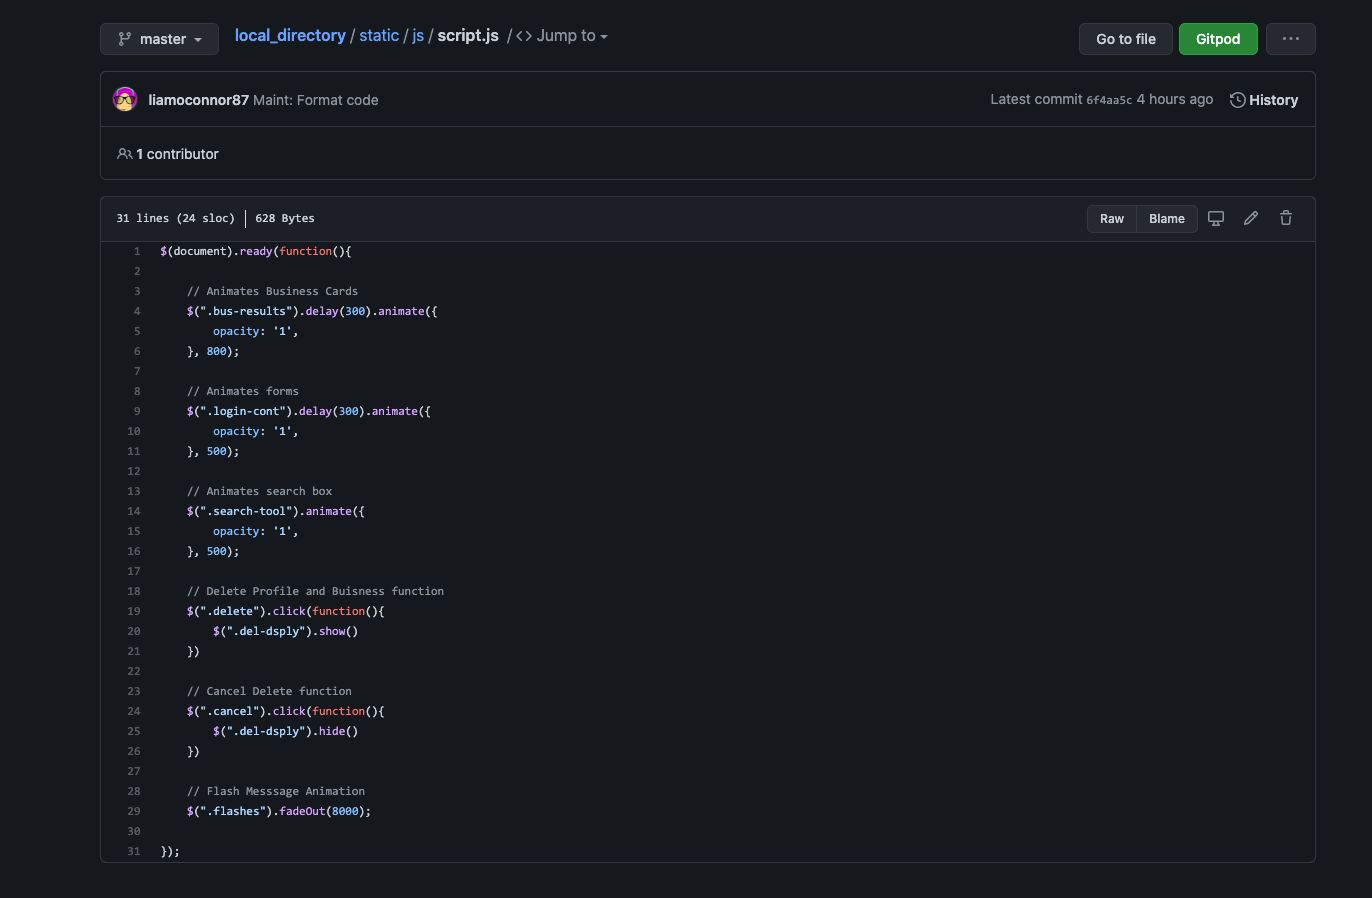 master local_directory / static / js / script.js / <> Jump to Go to file Gitpod ...
liamoconnor87 Maint: Format code Latest commit 6f4aa5c 4 hours ago History
1 contributor
31 lines (24 sloc) 628 Bytes Raw Blame
1 $(document).ready(function(){
2
3     // Animates Business Cards
4     $(".bus-results").delay(300).animate({
5         opacity: '1',
6     }, 800);
7
8     // Animates forms
9     $(".login-cont").delay(300).animate({
10         opacity: '1',
11     }, 500);
12
13     // Animates search box
14     $(".search-tool").animate({
15         opacity: '1',
16     }, 500);
17
18     // Delete Profile and Buisness function
19     $(".delete").click(function(){
20         $(".del-dsply").show()
21     })
22
23     // Cancel Delete function
24     $(".cancel").click(function(){
25         $(".del-dsply").hide()
26     })
27
28     // Flash Messsage Animation
29     $(".flashes").fadeOut(8000);
30
31 });